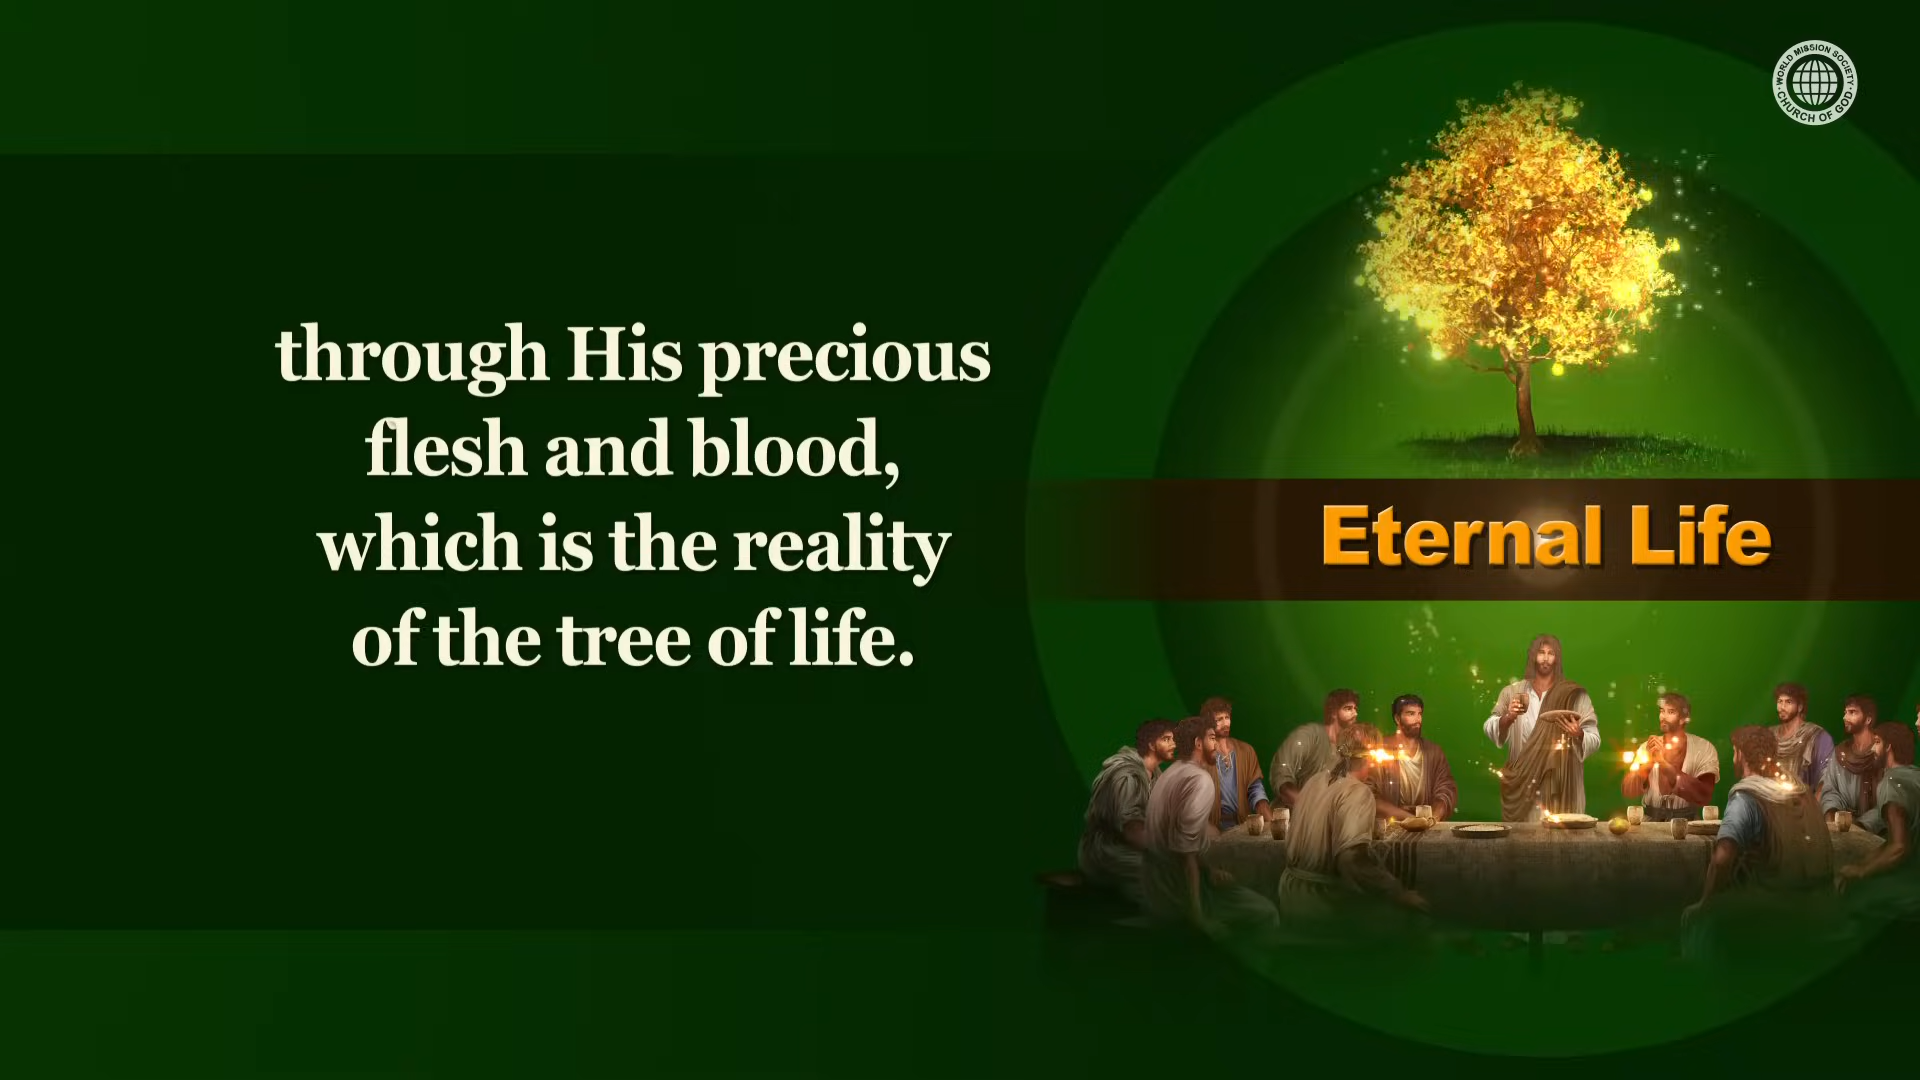 through His precious
flesh and blood,
which is the reality
of the tree of life.
Eternal Life
WORLD MISSION SOCIETY
CHURCH OF GOD